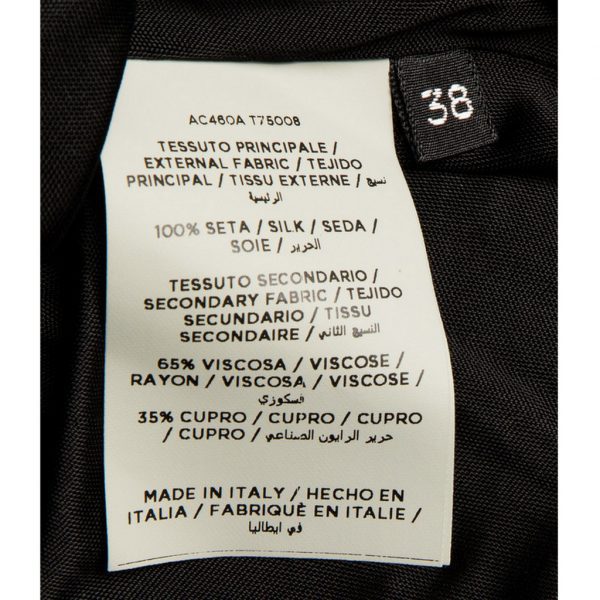 38
AC460A T75008
TESSUTO PRINCIPALE /
EXTERNAL FABRIC / TEJIDO
PRINCIPAL / TISSU EXTERNE / نسيج
الرئيسية
100% SETA / SILK / SEDA /
SOIE / الحرير
TESSUTO SECONDARIO /
SECONDARY FABRIC / TEJIDO
SECUNDARIO / TISSU
SECONDAIRE / النسيج الثاني
65% VISCOSA / VISCOSE /
RAYON / VISCOSA / VISCOSE /
فسكوزي
35% CUPRO / CUPRO / CUPRO
/ CUPRO / حرير الرايون الصناعي
MADE IN ITALY / HECHO EN
ITALIA / FABRIQUÈ EN ITALIE /
في ايطاليا